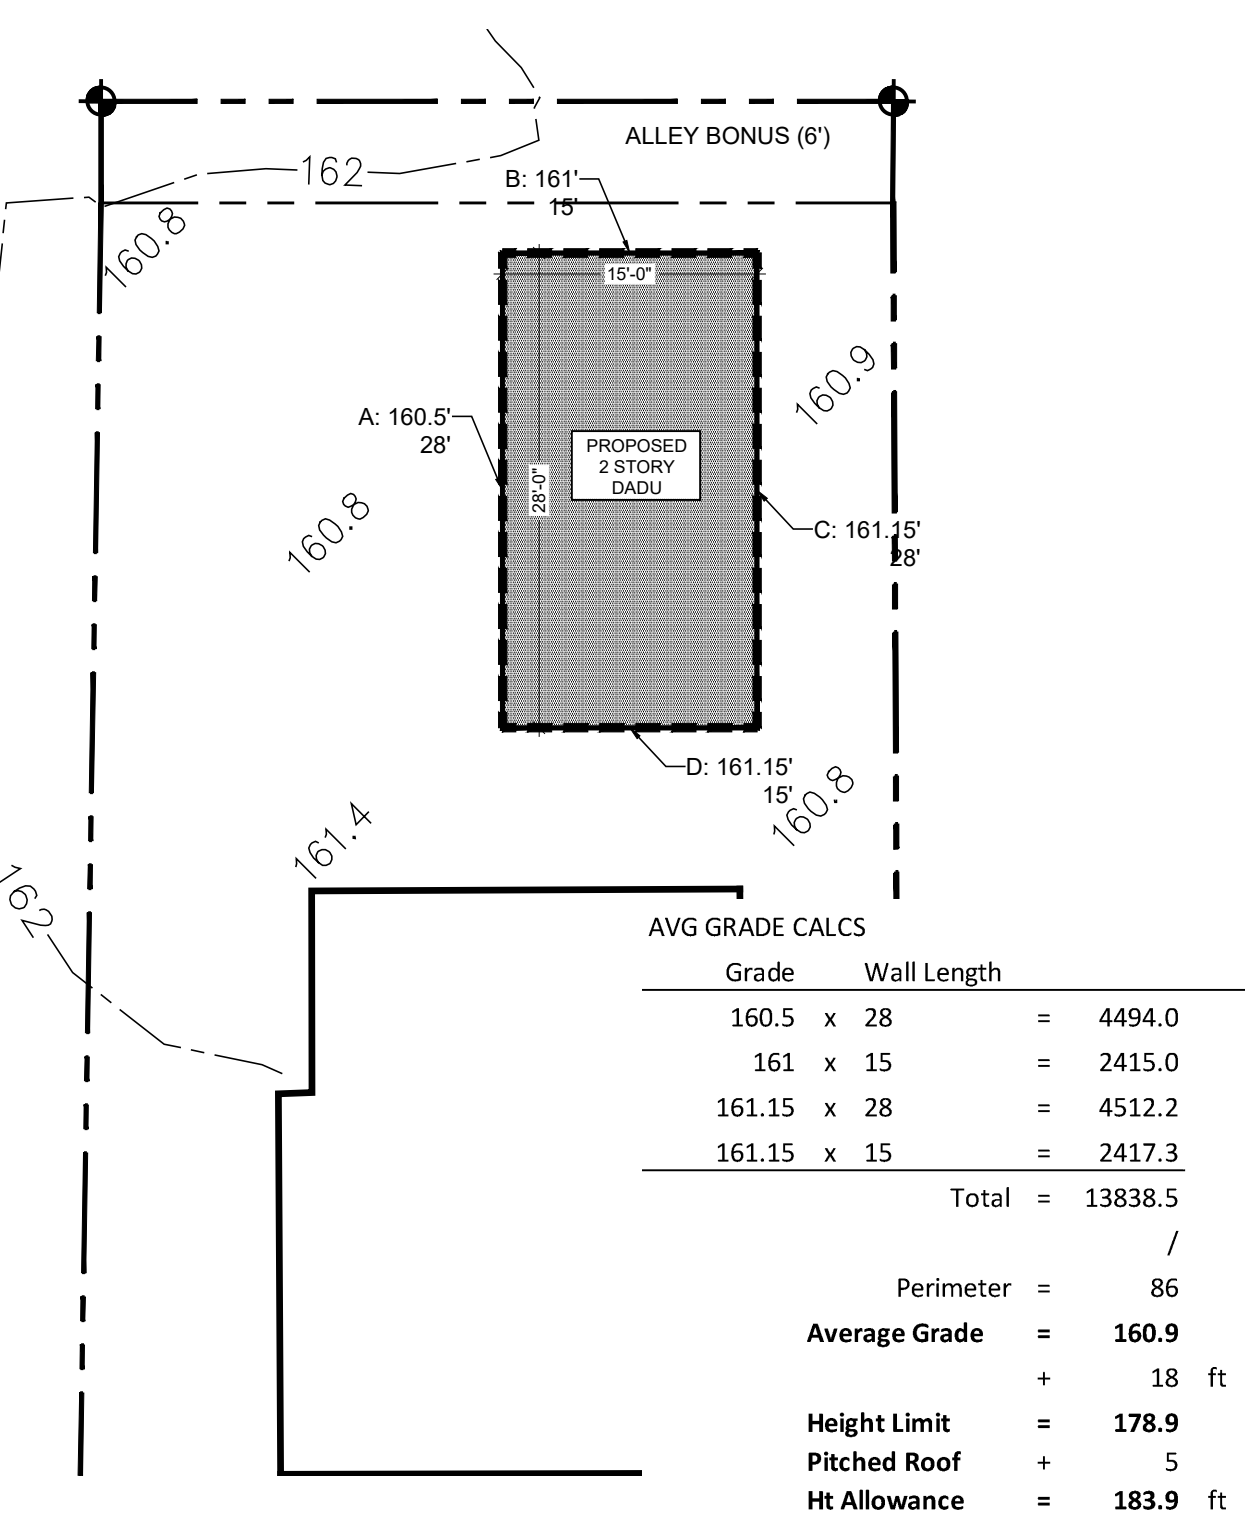 ALLEY BONUS (6')
162
B: 161'
15'
160.8
15'-0"
160.9
A: 160.5'
28'
PROPOSED
2 STORY
DADU
28'-0"
160.8
C: 161.15'
28'
D: 161.15'
15'
160.8
161.4
162
AVG GRADE CALCS
Grade Wall Length
160.5 x 28 = 4494.0
161 x 15 = 2415.0
161.15 x 28 = 4512.2
161.15 x 15 = 2417.3
Total = 13838.5
/
Perimeter = 86
Average Grade = 160.9
+ 18 ft
Height Limit = 178.9
Pitched Roof + 5
Ht Allowance = 183.9 ft